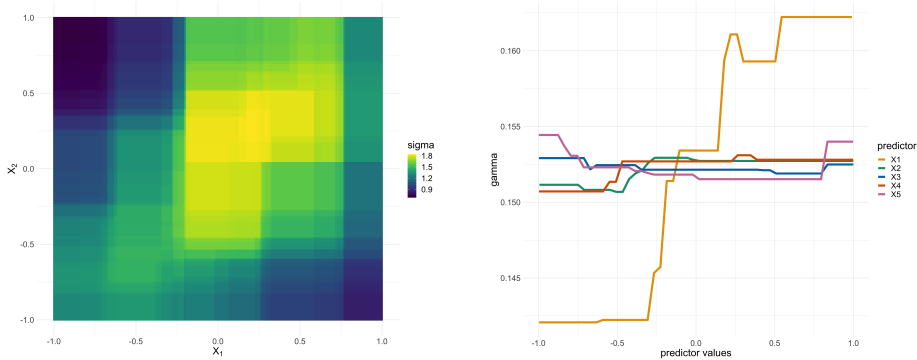 1.0
0.5
0.0
-0.5
-1.0
X2
-1.0 -0.5 0.0 0.5 1.0
X1
sigma
1.8
1.5
1.2
0.9
0.160
0.155
0.150
0.145
gamma
-1.0 -0.5 0.0 0.5 1.0
predictor values
predictor
X1
X2
X3
X4
X5